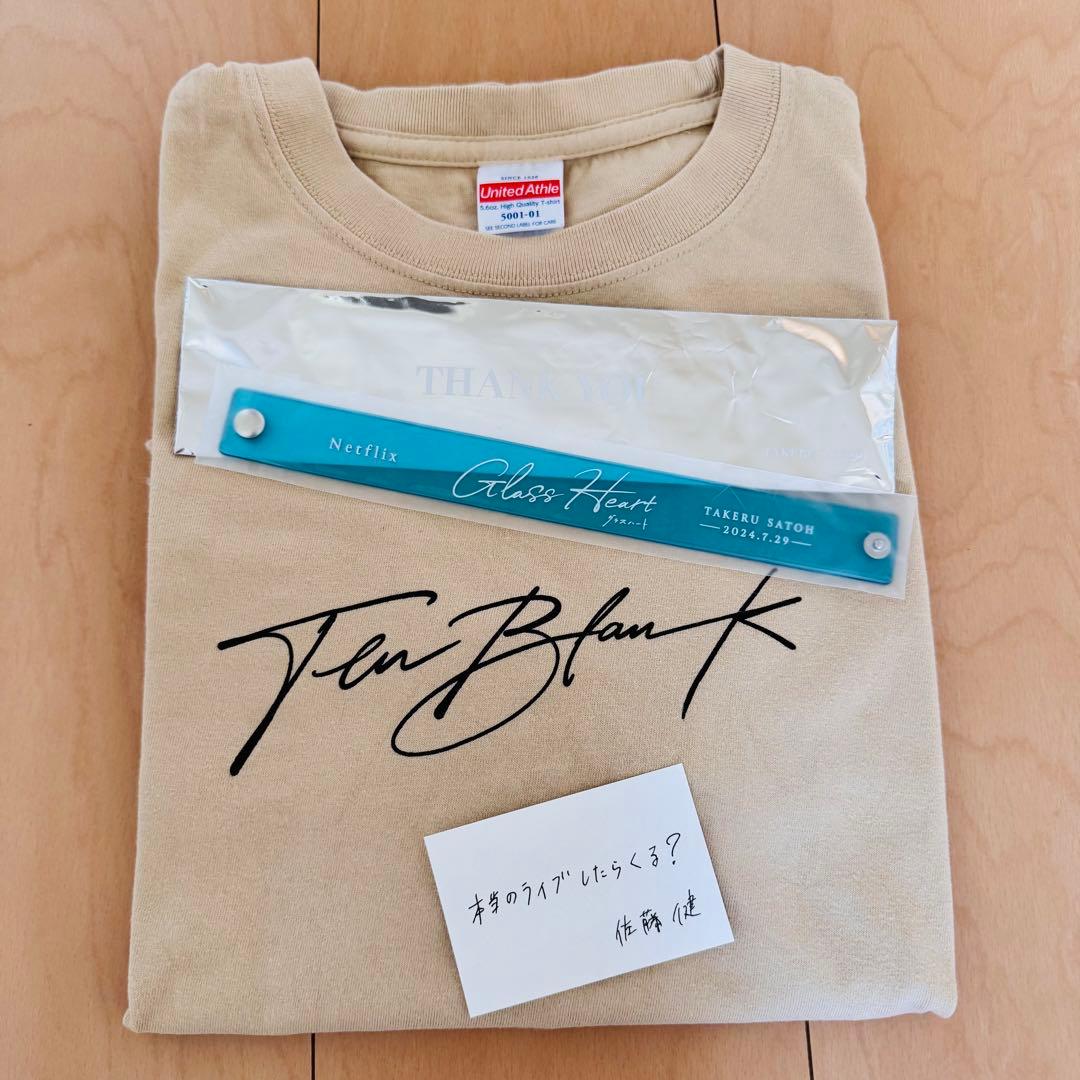 SINCE 1938
United Athle
5.6oz. High Quality T-shirt
5001-01
SEE SECOND LABEL FOR CARE
THANK YOU
TAKERU
Netflix
Glass Heart
グラスハート
TAKERU SATOH
2024.7.29
Ten Blank
のライブしたらくる?
佐藤健